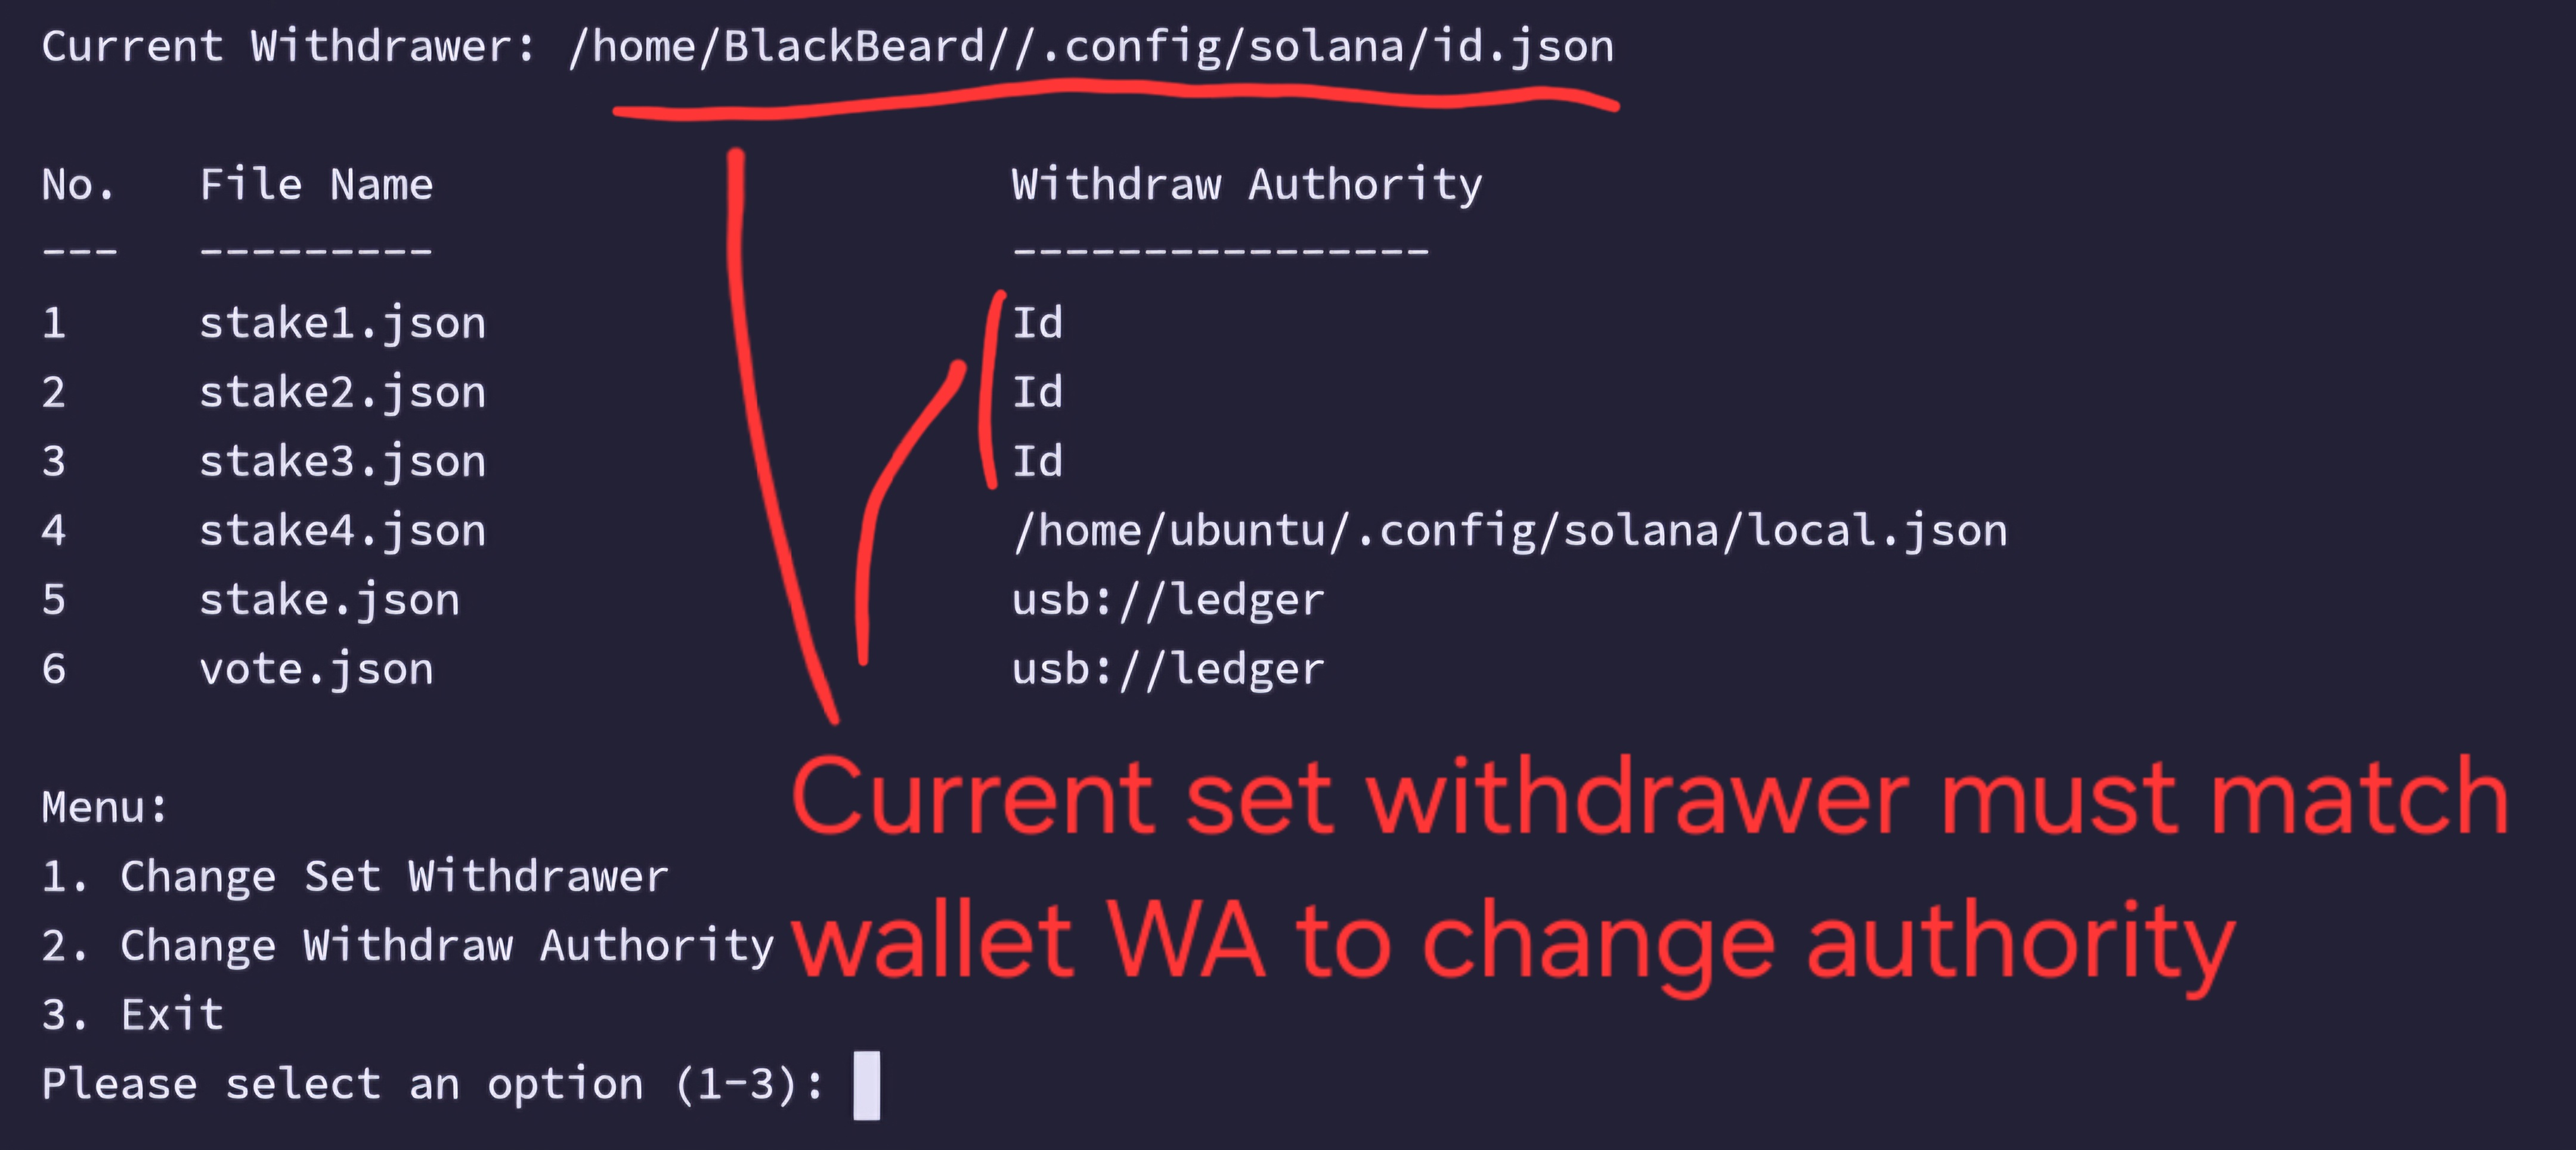 Current Withdrawer: /home/BlackBeard//.config/solana/id.json
No. File Name Withdraw Authority
--- --------- ----------------
1 stake1.json Id
2 stake2.json Id
3 stake3.json Id
4 stake4.json /home/ubuntu/.config/solana/local.json
5 stake.json usb://ledger
6 vote.json usb://ledger
Menu:
1. Change Set Withdrawer
2. Change Withdraw Authority
3. Exit
Please select an option (1-3):
Current set withdrawer must match
wallet WA to change authority